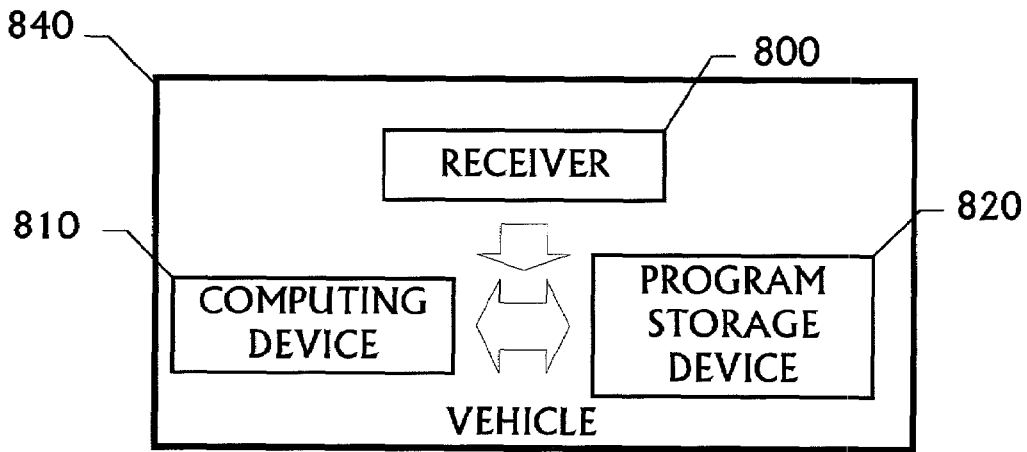 840
800
RECEIVER
810
820
COMPUTING
DEVICE
PROGRAM
STORAGE
DEVICE
VEHICLE